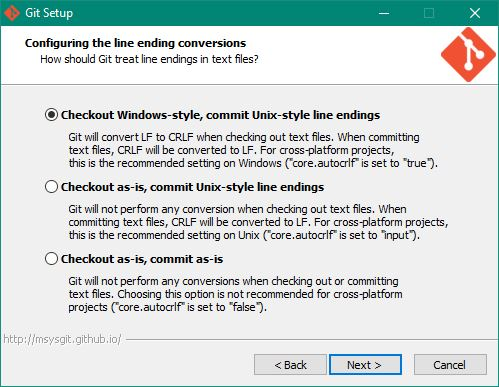 Git Setup
Configuring the line ending conversions
How should Git treat line endings in text files?
Checkout Windows-style, commit Unix-style line endings
Git will convert LF to CRLF when checking out text files. When committing
text files, CRLF will be converted to LF. For cross-platform projects,
this is the recommended setting on Windows ("core.autocrlf" is set to "true").
Checkout as-is, commit Unix-style line endings
Git will not perform any conversion when checking out text files. When
committing text files, CRLF will be converted to LF. For cross-platform projects,
this is the recommended setting on Unix ("core.autocrlf" is set to "input").
Checkout as-is, commit as-is
Git will not perform any conversions when checking out or committing
text files. Choosing this option is not recommended for cross-platform
projects ("core.autocrlf" is set to "false").
http://msysgit.github.io/
< Back
Next >
Cancel